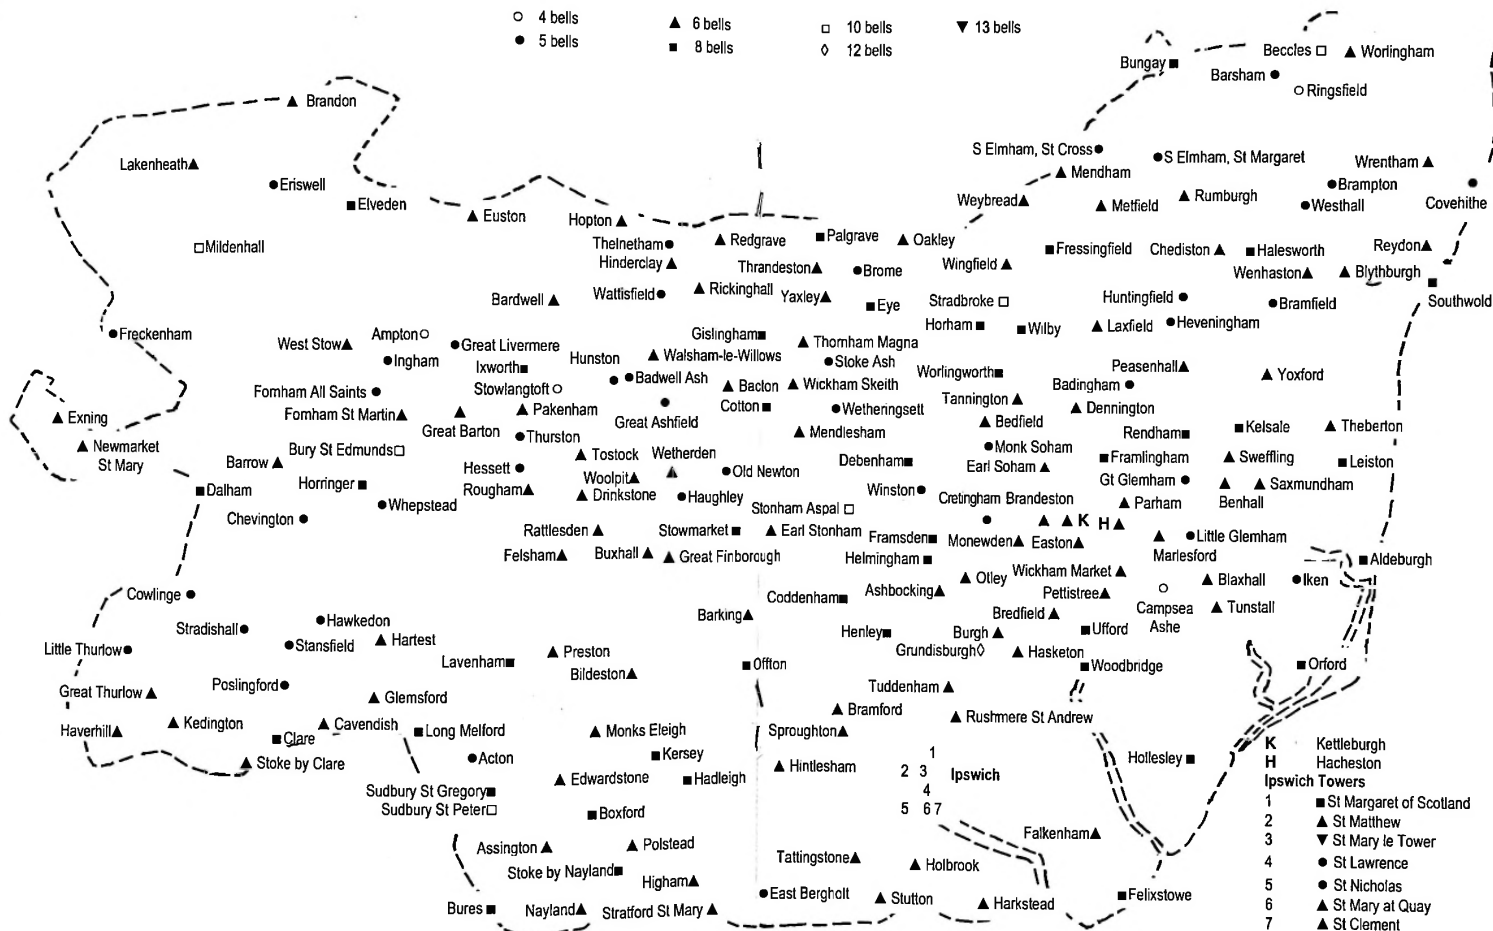 4 bells
6 bells
10 bells
13 bells
5 bells
8 bells
12 bells
Beccles
Worlingham
Bungay
Barsham
Ringsfield
Brandon
S Elmham, St Cross
S Elmham, St Margaret
Wrentham
Lakenheath
Mendham
Eriswell
Brampton
Elveden
Weybread
Metfield
Rumburgh
Westhall
Covehithe
Euston
Hopton
Thelnetham
Redgrave
Palgrave
Oakley
Mildenhall
Fressingfield
Chediston
Halesworth
Reydon
Hinderclay
Thrandeston
Brome
Wingfield
Wenhaston
Blythburgh
Bardwell
Wattisfield
Rickinghall
Yaxley
Eye
Stradbroke
Huntingfield
Bramfield
Southwold
Freckenham
Ampton
Gislingham
Horham
Wilby
Laxfield
Heveningham
West Stow
Great Livermere
Hunston
Walsham-le-Willows
Thornham Magna
Ingham
Ixworth
Stoke Ash
Peasenhall
Yoxford
Fornham All Saints
Stowlangtoft
Badwell Ash
Bacton
Wickham Skeith
Worlingworth
Badingham
Exning
Fornham St Martin
Great Barton
Pakenham
Great Ashfield
Cotton
Wetheringsett
Tannington
Dennington
Newmarket
St Mary
Thurston
Mendlesham
Bedfield
Rendham
Kelsale
Theberton
Bury St Edmunds
Tostock
Wetherden
Monk Soham
Barrow
Hessett
Woolpit
Old Newton
Debenham
Earl Soham
Framlingham
Sweffling
Leiston
Dalham
Horringer
Rougham
Drinkstone
Haughley
Winston
Gt Glemham
Saxmundham
Whepstead
Stonham Aspal
Cretingham
Brandeston
Parham
Benhall
Chevington
Rattlesden
Stowmarket
Earl Stonham
K
H
Framsden
Monewden
Easton
Little Glemham
Marlesford
Felsham
Buxhall
Great Finborough
Helmingham
Aldeburgh
Cowlinge
Otley
Wickham Market
Blaxhall
Iken
Coddenham
Ashbocking
Pettistree
Campsea
Ashe
Tunstall
Stradishall
Hawkedon
Barking
Bredfield
Stansfield
Hartest
Henley
Burgh
Ufford
Little Thurlow
Preston
Grundisburgh
Hasketon
Lavenham
Offton
Woodbridge
Orford
Poslingford
Bildeston
Great Thurlow
Glemsford
Tuddenham
Kedington
Cavendish
Bramford
Rushmere St Andrew
Haverhill
Clare
Long Melford
Monks Eleigh
Sproughton
Stoke by Clare
Acton
Kersey
Hollesley
Hintlesham
Edwardstone
Hadleigh
Sudbury St Gregory
Sudbury St Peter
Boxford
1
2
3
Ipswich
4
5
6
7
Assington
Polstead
Falkenham
Stoke by Nayland
Tattingstone
Holbrook
Higham
East Bergholt
Stutton
Harkstead
Felixstowe
Bures
Nayland
Stratford St Mary
K Kettleburgh
H Hacheston
Ipswich Towers
1 St Margaret of Scotland
2 St Matthew
3 St Mary le Tower
4 St Lawrence
5 St Nicholas
6 St Mary at Quay
7 St Clement